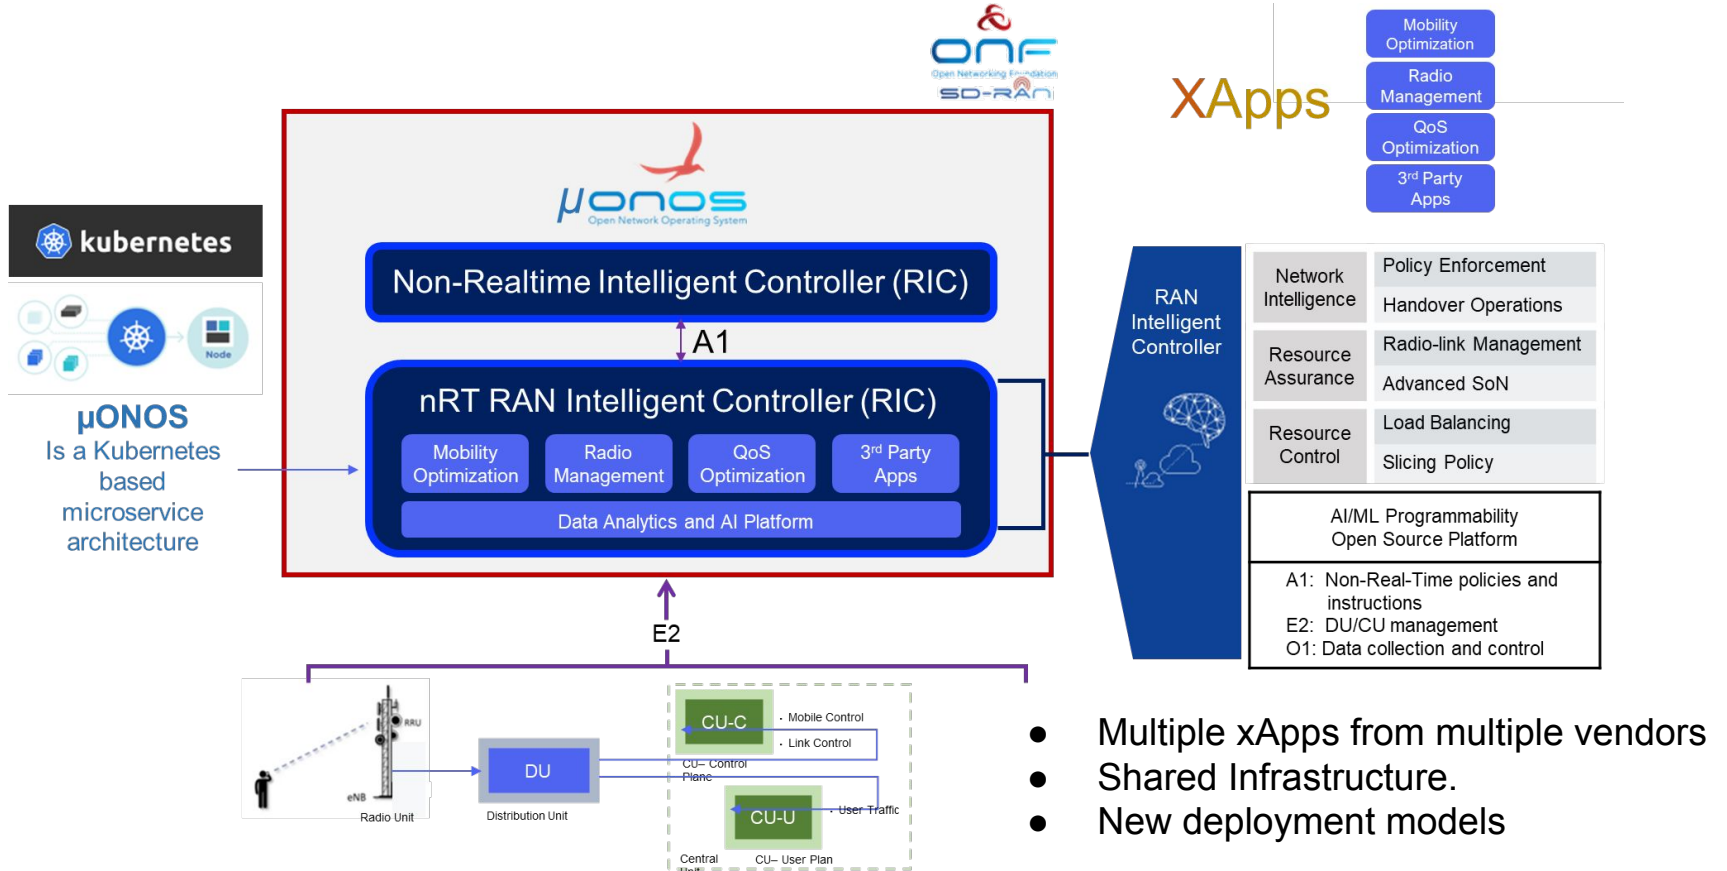 ONF
Open Networking Foundation
SD-RAN
XApps
Mobility
Optimization
Radio
Management
QoS
Optimization
3rd Party
Apps
µonos
Open Network Operating System
kubernetes
Node
µONOS
Is a Kubernetes
based
microservice
architecture
Non-Realtime Intelligent Controller (RIC)
A1
nRT RAN Intelligent Controller (RIC)
Mobility
Optimization
Radio
Management
QoS
Optimization
3rd Party
Apps
Data Analytics and AI Platform
RAN
Intelligent
Controller
Network
Intelligence
Policy Enforcement
Handover Operations
Resource
Assurance
Radio-link Management
Advanced SoN
Resource
Control
Load Balancing
Slicing Policy
AI/ML Programmability
Open Source Platform
A1: Non-Real-Time policies and
instructions
E2: DU/CU management
O1: Data collection and control
E2
RRU
eNB
Radio Unit
DU
Distribution Unit
CU-C
· Mobile Control
· Link Control
CU– Control
Plane
CU-U
· User Traffic
Central
Unit
CU– User Plan
● Multiple xApps from multiple vendors
● Shared Infrastructure.
● New deployment models